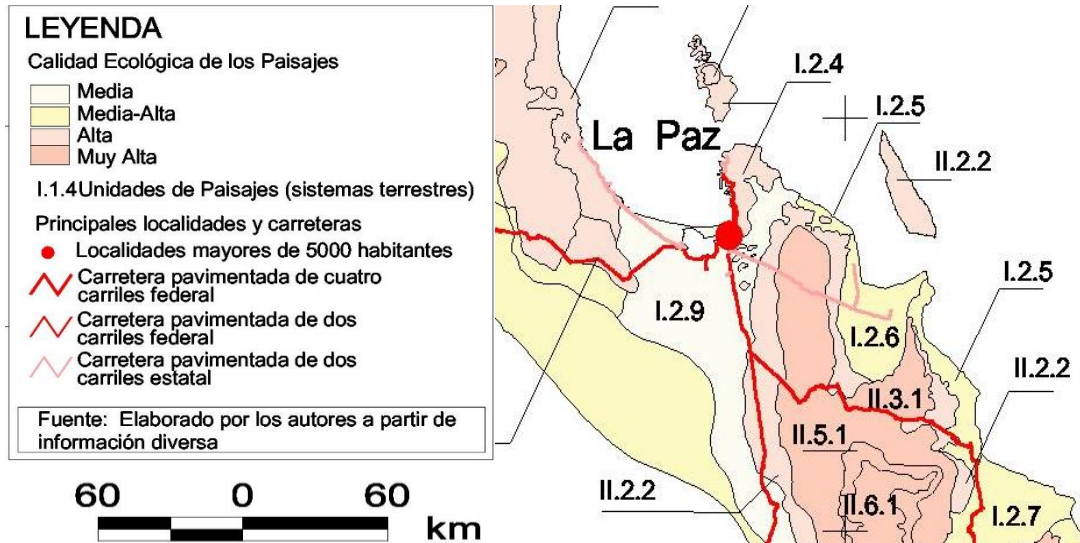 LEYENDA
Calidad Ecológica de los Paisajes
Media
Media-Alta
Alta
Muy Alta
I.1.4Unidades de Paisajes (sistemas terrestres)
Principales localidades y carreteras
Localidades mayores de 5000 habitantes
Carretera pavimentada de cuatro
carriles federal
Carretera pavimentada de dos
carriles federal
Carretera pavimentada de dos
carriles estatal
Fuente: Elaborado por los autores a partir de
información diversa
60 0 60
km
I.2.4
La Paz
I.2.5
II.2.2
I.2.5
I.2.9
I.2.6
II.2.2
II.3.1
II.5.1
II.2.2
II.6.1
I.2.7